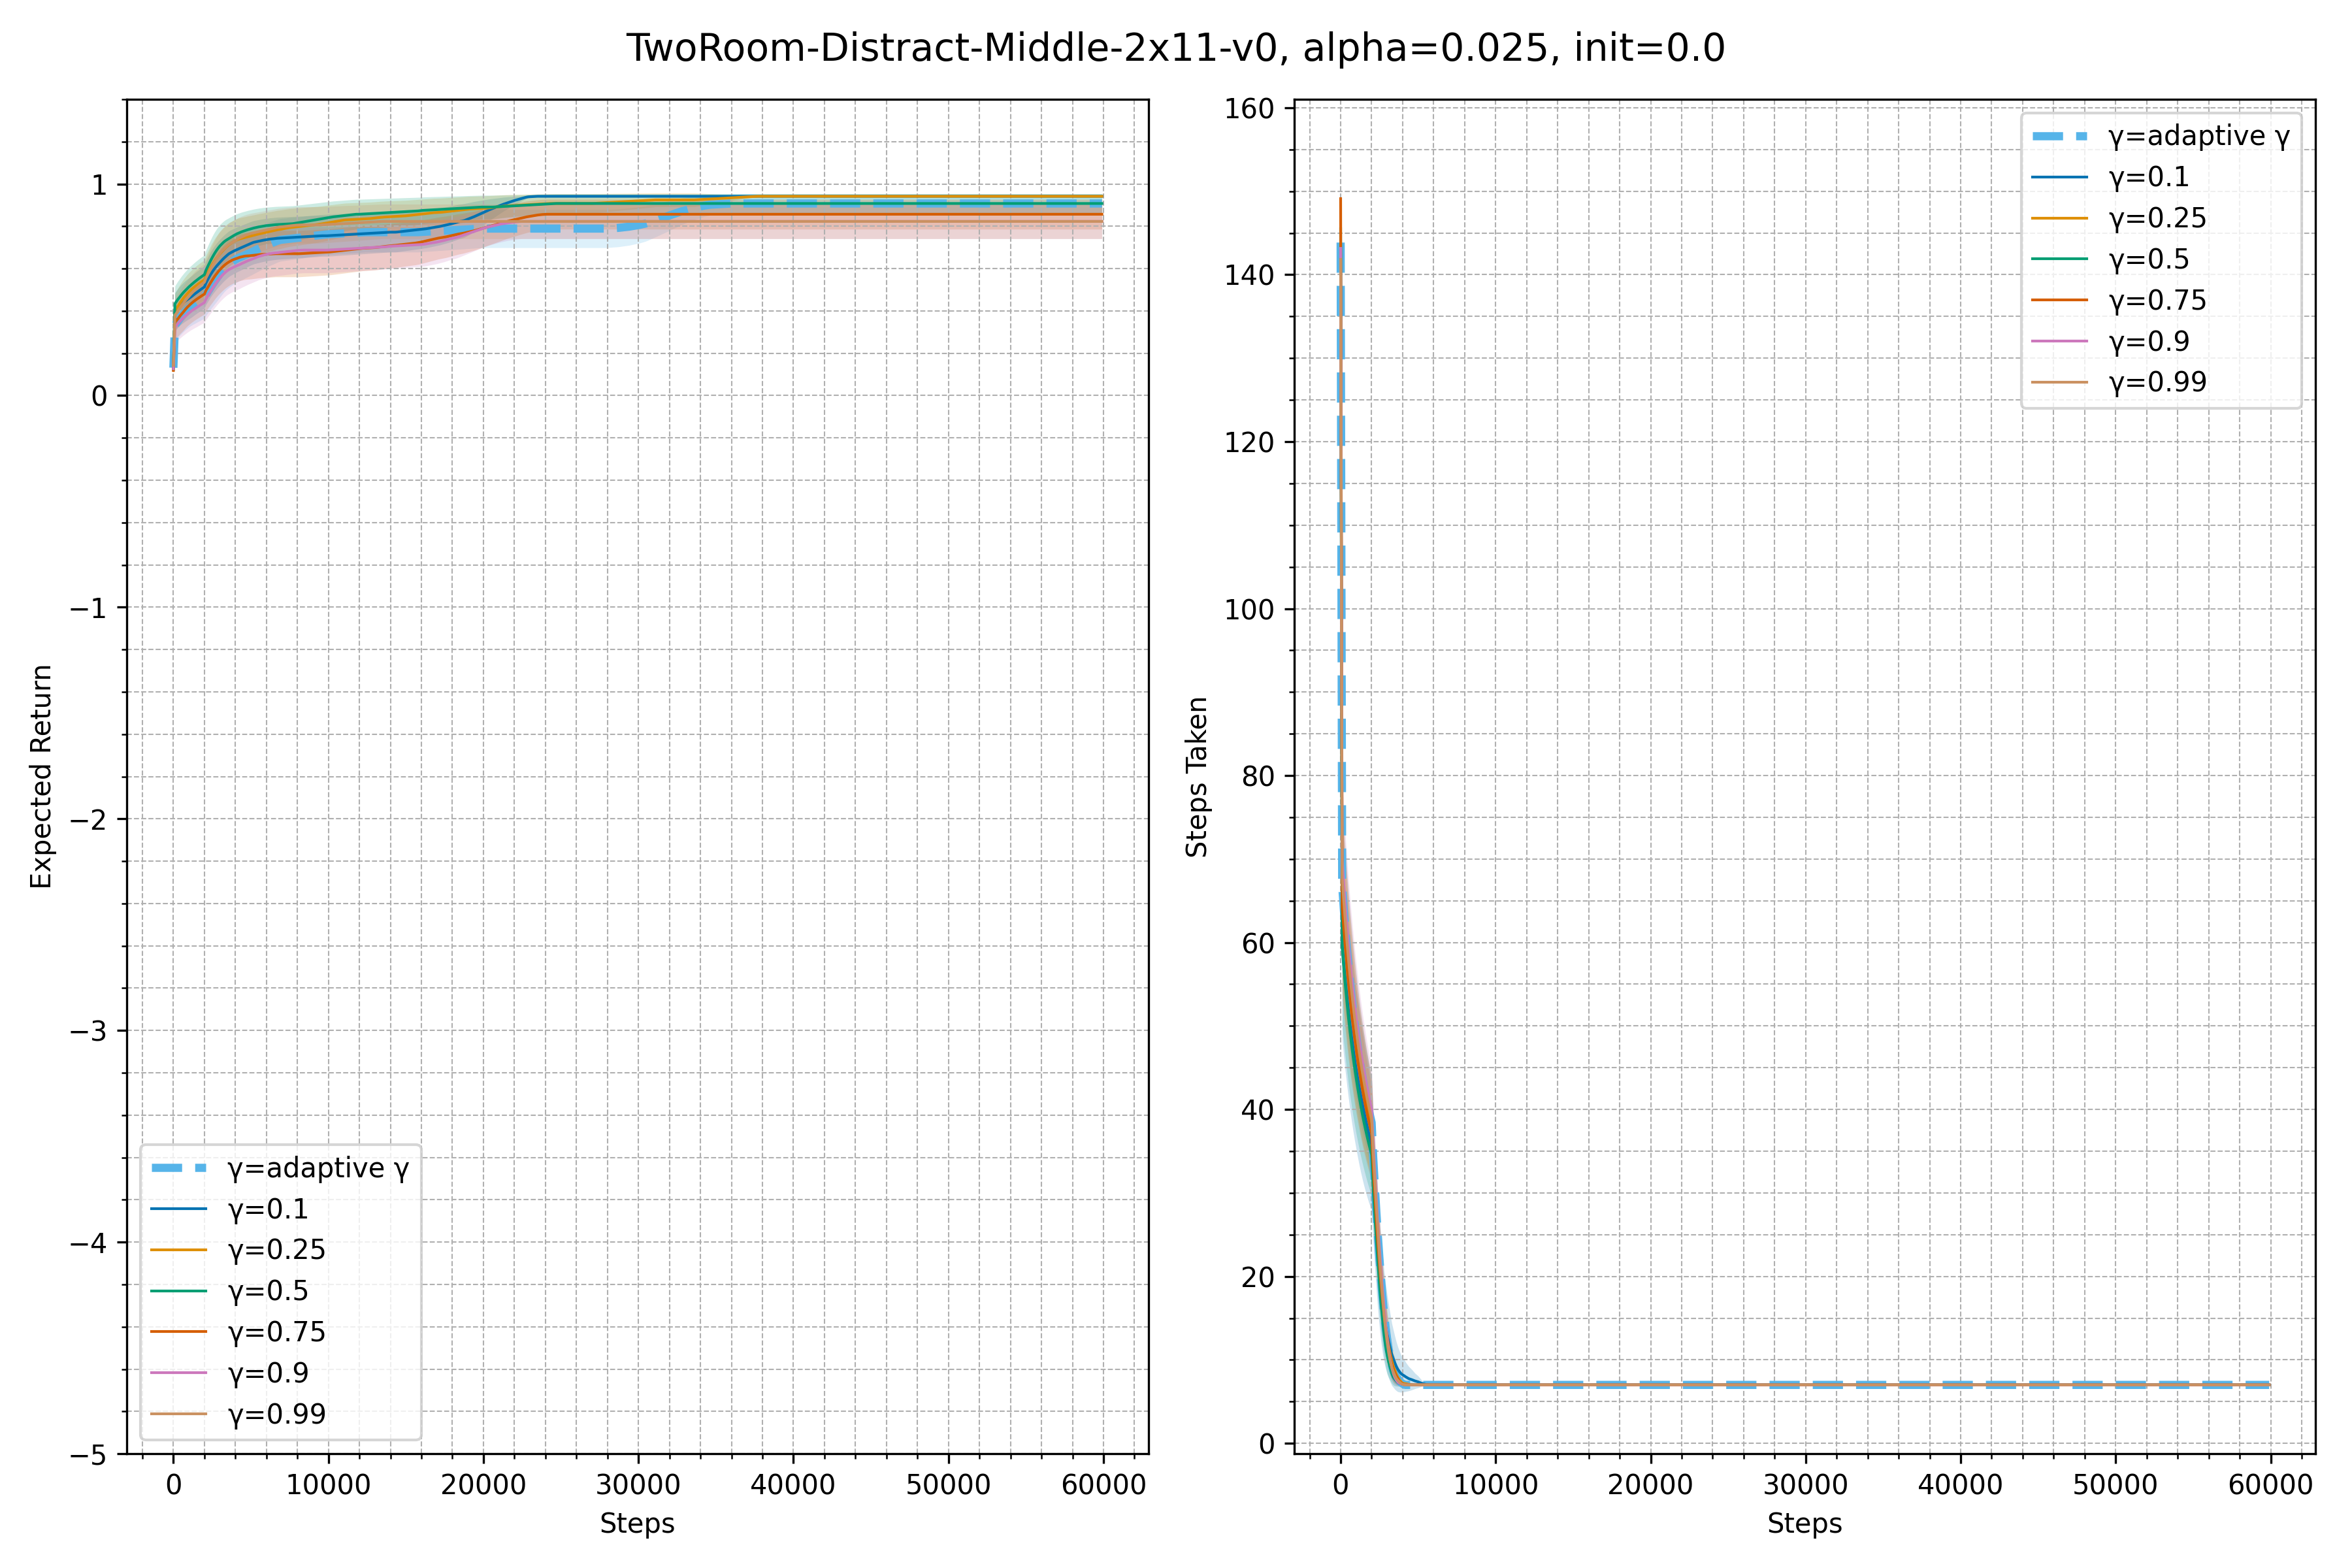 TwoRoom-Distract-Middle-2x11-v0, alpha=0.025, init=0.0
Expected Return
1
0
−1
−2
−3
−4
−5
γ=adaptive γ
γ=0.1
γ=0.25
γ=0.5
γ=0.75
γ=0.9
γ=0.99
0
10000
20000
30000
40000
50000
60000
Steps
Steps Taken
160
140
120
100
80
60
40
20
0
γ=adaptive γ
γ=0.1
γ=0.25
γ=0.5
γ=0.75
γ=0.9
γ=0.99
0
10000
20000
30000
40000
50000
60000
Steps